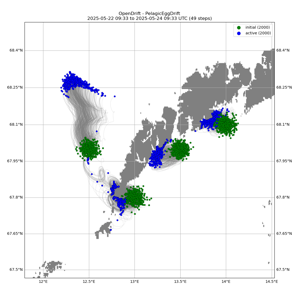 OpenDrift - PelagicEggDrift
2025-05-22 09:33 to 2025-05-24 09:33 UTC (49 steps)
initial (2000)
active (2000)
68.4°N
68.4°N
68.25°N
68.25°N
68.1°N
68.1°N
67.95°N
67.95°N
67.8°N
67.8°N
67.65°N
67.65°N
67.5°N
67.5°N
12°E
12.5°E
13°E
13.5°E
14°E
14.5°E